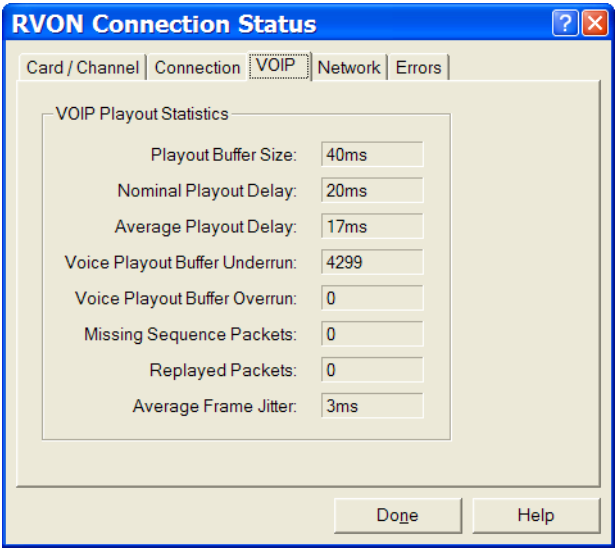 RVON Connection Status
Card / Channel Connection VOIP Network Errors
VOIP Playout Statistics
Playout Buffer Size: 40ms
Nominal Playout Delay: 20ms
Average Playout Delay: 17ms
Voice Playout Buffer Underrun: 4299
Voice Playout Buffer Overrun: 0
Missing Sequence Packets: 0
Replayed Packets: 0
Average Frame Jitter: 3ms
Done Help